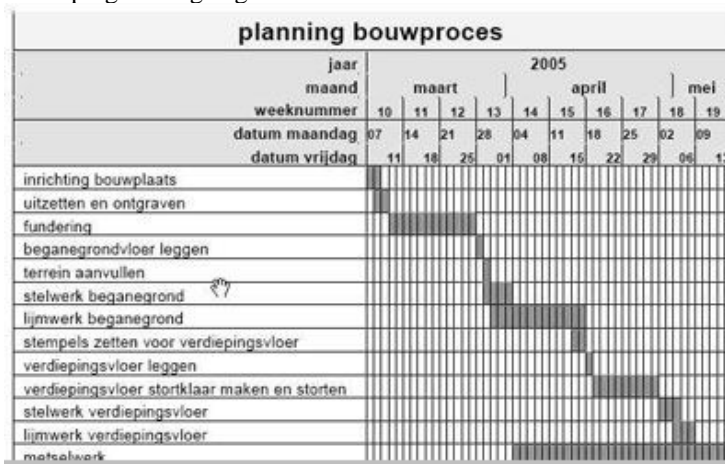 planning bouwproces
jaar 2005
maand maart april mei
weeknummer 10 11 12 13 14 15 16 17 18 19
datum maandag 07 14 21 28 04 11 18 25 02 09
datum vrijdag 11 18 25 01 08 15 22 29 06
inrichting bouwplaats
uitzetten en ontgraven
fundering
beganegrondvloer leggen
terrein aanvullen
stelwerk beganegrond
lijmwerk beganegrond
stempels zetten voor verdiepingsvloer
verdiepingsvloer leggen
verdiepingsvloer stortklaar maken en storten
stelwerk verdiepingsvloer
lijmwerk verdiepingsvloer
metselwerk